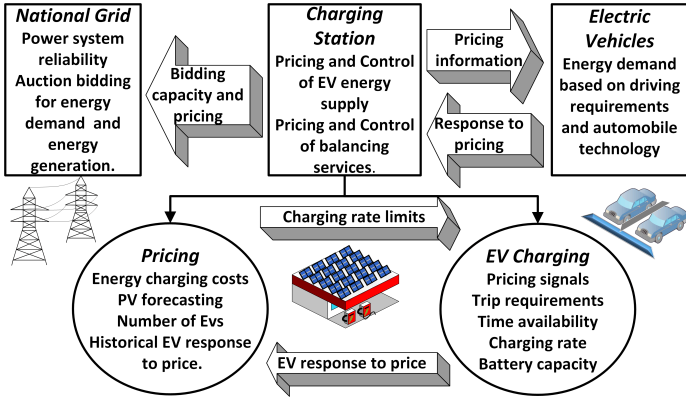 National Grid
Power system
reliability
Auction bidding
for energy
demand and
energy
generation.
Bidding
capacity and
pricing
Charging
Station
Pricing and Control
of EV energy
supply
Pricing and Control
of balancing
services.
Pricing
information
Response to
pricing
Electric
Vehicles
Energy demand
based on driving
requirements
and automobile
technology
Charging rate limits
Pricing
Energy charging costs
PV forecasting
Number of Evs
Historical EV response
to price.
EV Charging
Pricing signals
Trip requirements
Time availability
Charging rate
Battery capacity
EV response to price